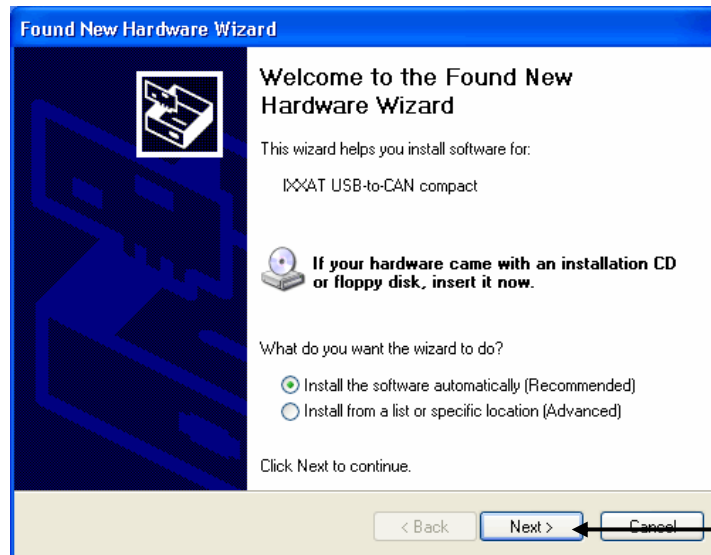 Found New Hardware Wizard
Welcome to the Found New
Hardware Wizard
This wizard helps you install software for:
IXXAT USB-to-CAN compact
If your hardware came with an installation CD
or floppy disk, insert it now.
What do you want the wizard to do?
Install the software automatically (Recommended)
Install from a list or specific location (Advanced)
Click Next to continue.
< Back Next > Cancel